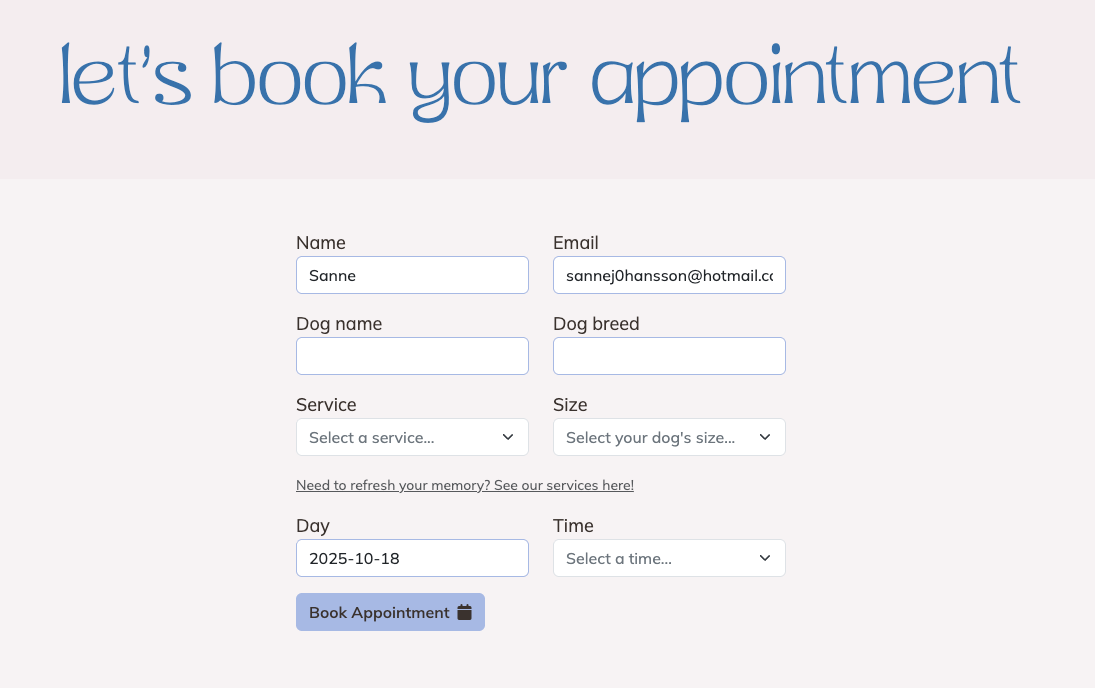 let's book your appointment
Name
Email
Sanne
sannej0hansson@hotmail.cc
Dog name
Dog breed
Service
Size
Select a service...
Select your dog's size...
Need to refresh your memory? See our services here!
Day
Time
2025-10-18
Select a time...
Book Appointment